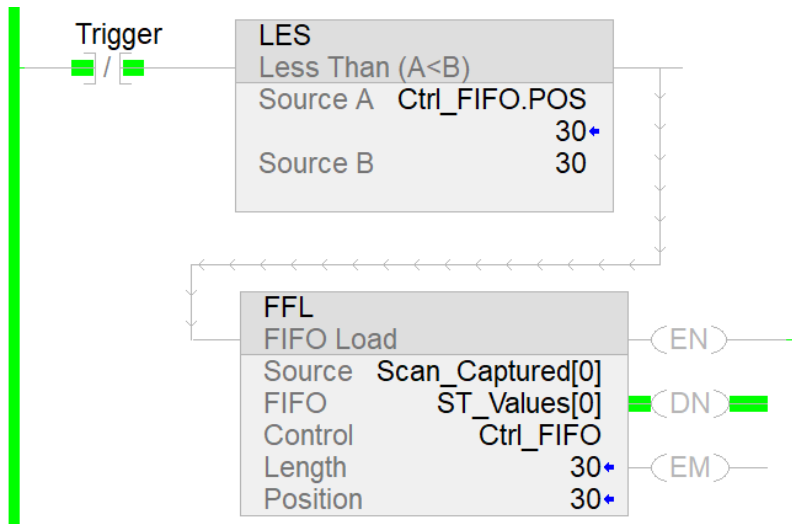 Trigger
/
LES
Less Than (A<B)
Source A Ctrl_FIFO.POS
30
Source B 30
FFL
FIFO Load
EN
Source Scan_Captured[0]
FIFO ST_Values[0]
DN
Control Ctrl_FIFO
Length 30
EM
Position 30